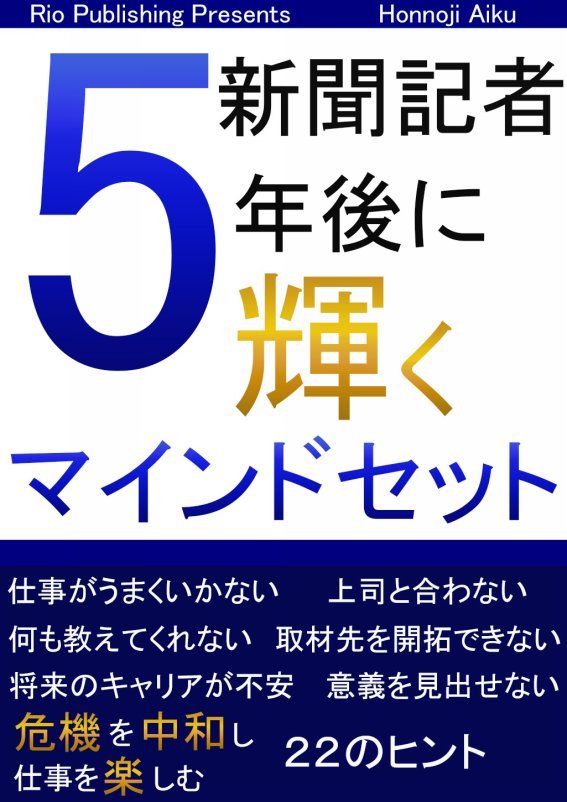 Rio Publishing Presents Honnoji Aiku
新聞記者
5年後に
輝く
マインドセット
仕事がうまくいかない 上司と合わない
何も教えてくれない 取材先を開拓できない
将来のキャリアが不安 意義を見出せない
危機を中和し
仕事を楽しむ
22のヒント